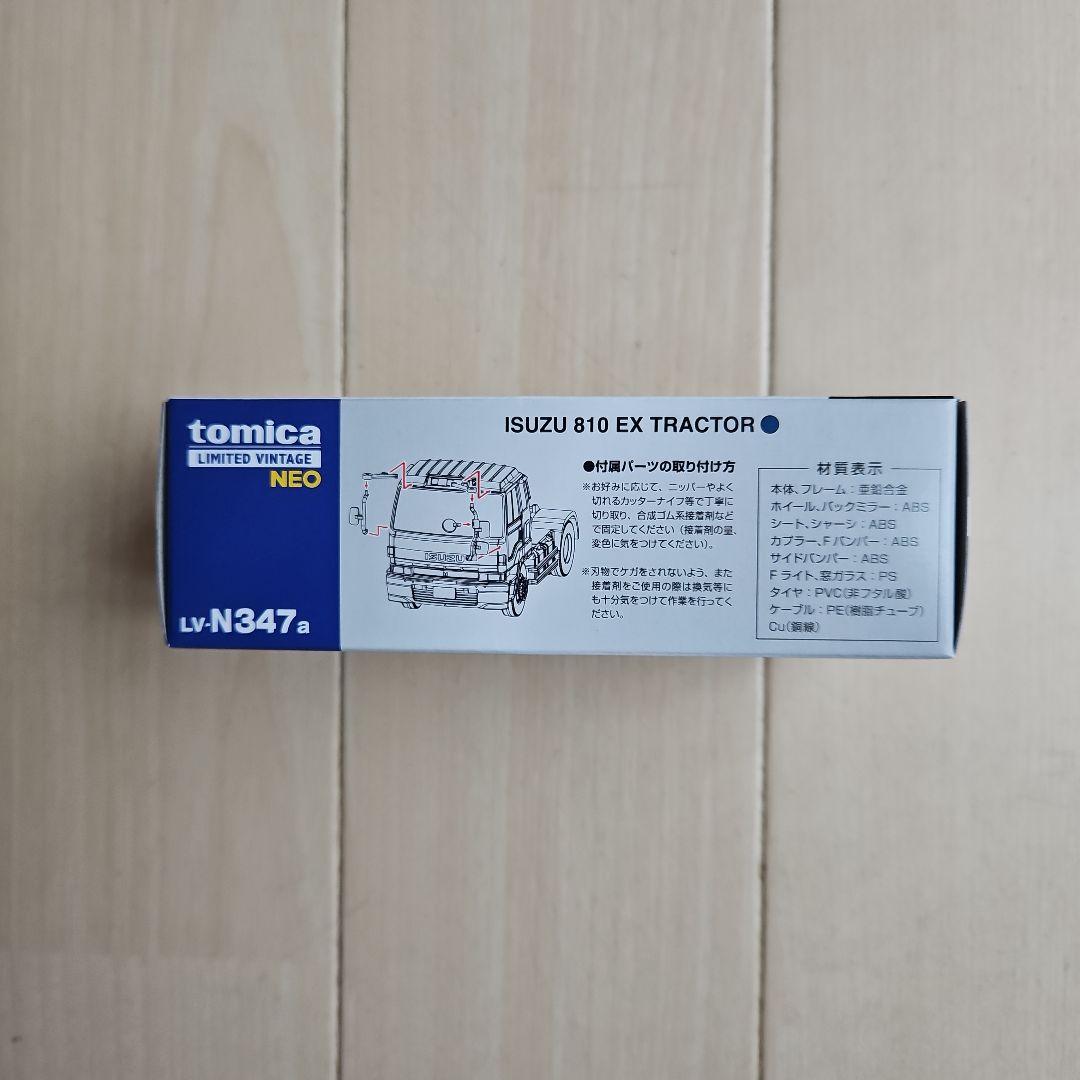 tomica
LIMITED VINTAGE
NEO
LV-N347a
ISUZU 810 EX TRACTOR
ISUZU
●付属パーツの取り付け方
※お好みに応じて、ニッパーやよく
切れるカッターナイフ等で丁寧に
切り取り、合成ゴム系接着剤など
で固定してください（接着剤の量、
変色に気をつけてください）。
※刃物でケガをされないよう、また
接着剤をご使用の際は換気等に
も十分気をつけて作業を行ってく
ださい。
材質表示
本体、フレーム：亜鉛合金
ホイール、バックミラー：ABS
シート、シャーシ：ABS
カプラー、Fバンパー：ABS
サイドバンパー：ABS
Fライト、窓ガラス：PS
タイヤ：PVC(非フタル酸)
ケーブル：PE(樹脂チューブ)
Cu(銅線)